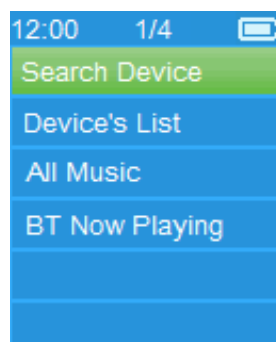 12:00 1/4
Search Device
Device's List
All Music
BT Now Playing